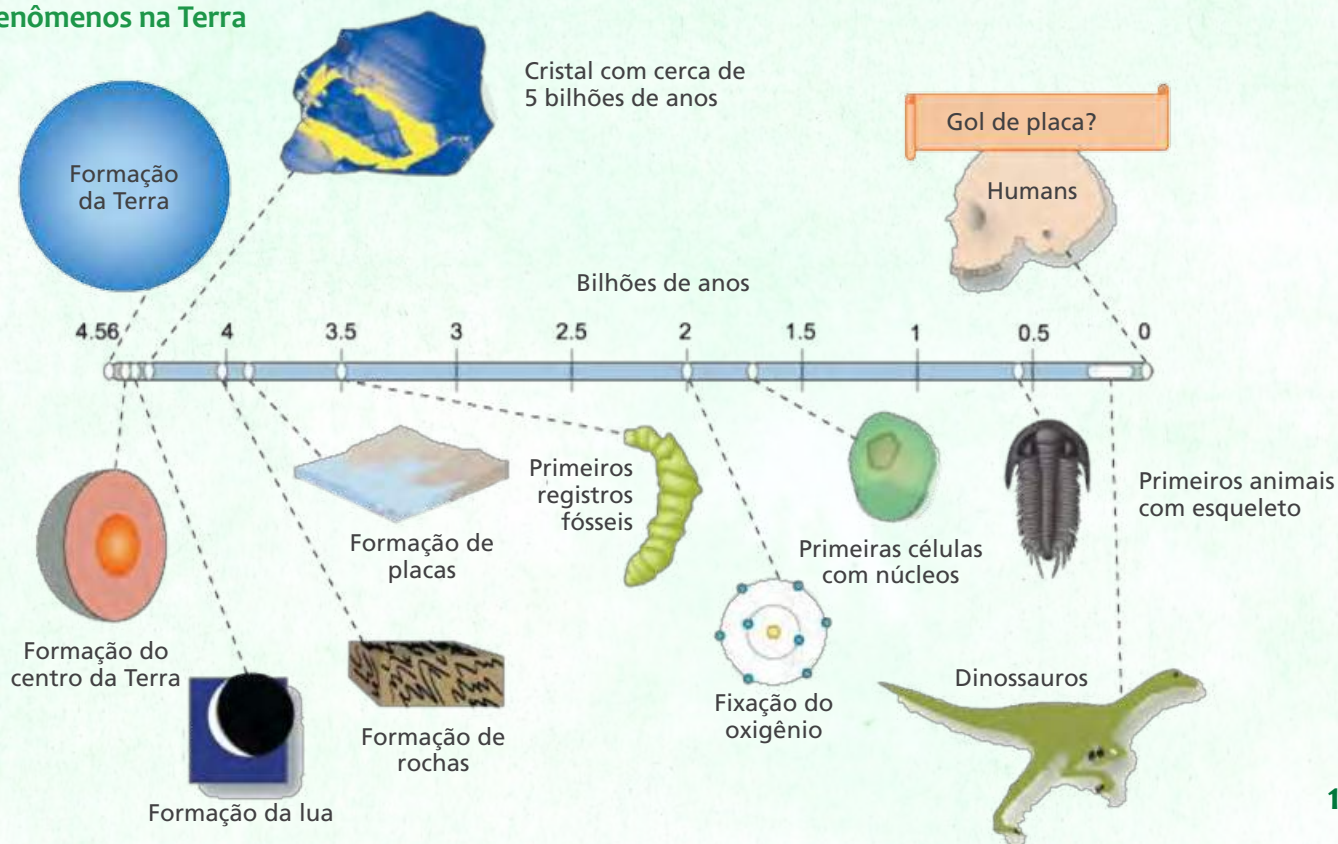 enômenos na Terra
Cristal com cerca de
5 bilhões de anos
Formação
da Terra
Gol de placa?
Humans
Bilhões de anos
4.56
4
3.5
3
2.5
2
1.5
1
0.5
0
Formação do
centro da Terra
Formação da lua
Formação de
placas
Formação de
rochas
Primeiros
registros
fósseis
Fixação do
oxigênio
Primeiras células
com núcleos
Primeiros animais
com esqueleto
Dinossauros
1